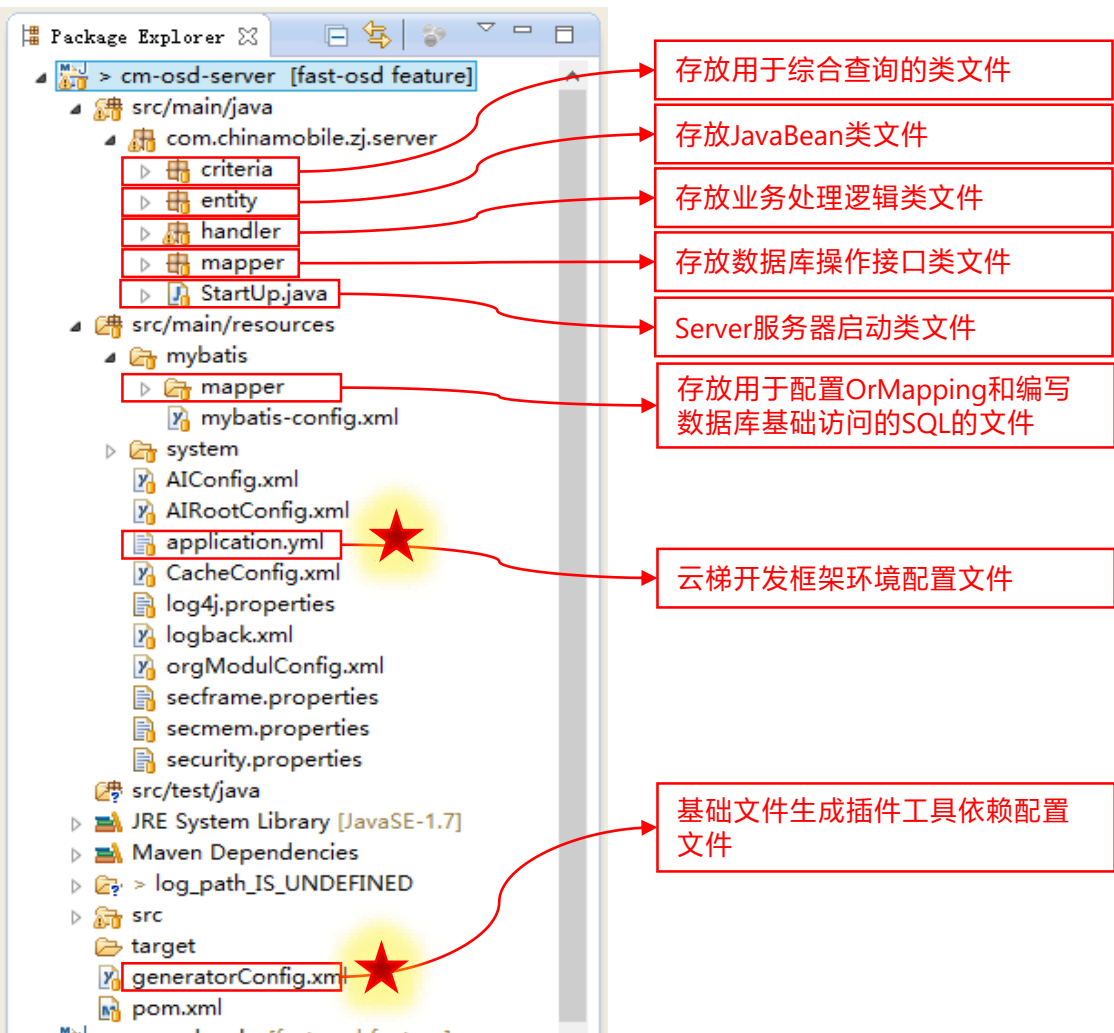 Package Explorer
> cm-osd-server [fast-osd feature]
src/main/java
com.chinamobile.zj.server
criteria
entity
handler
mapper
StartUp.java
src/main/resources
mybatis
mapper
mybatis-config.xml
system
AIConfig.xml
AIRootConfig.xml
application.yml
CacheConfig.xml
log4j.properties
logback.xml
orgModulConfig.xml
secframe.properties
secmem.properties
security.properties
src/test/java
JRE System Library [JavaSE-1.7]
Maven Dependencies
> log_path_IS_UNDEFINED
src
target
generatorConfig.xml
pom.xml
存放用于综合查询的类文件
存放JavaBean类文件
存放业务处理逻辑类文件
存放数据库操作接口类文件
Server服务器启动类文件
存放用于配置OrMapping和编写
数据库基础访问的SQL的文件
云梯开发框架环境配置文件
基础文件生成插件工具依赖配置
文件